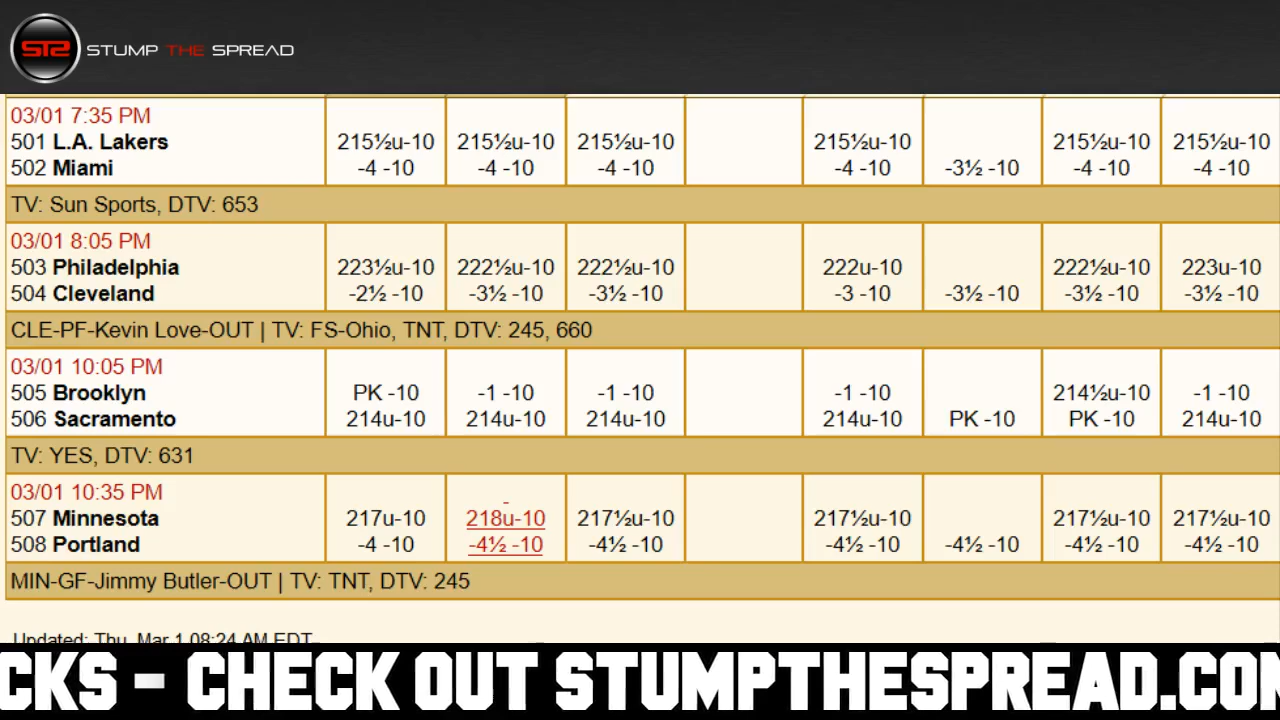 STS STUMP THE SPREAD
03/01 7:35 PM
501 L.A. Lakers 215½u-10 215½u-10 215½u-10 215½u-10 215½u-10 215½u-10
502 Miami -4 -10 -4 -10 -4 -10 -4 -10 -3½ -10 -4 -10 -4 -10
TV: Sun Sports, DTV: 653
03/01 8:05 PM
503 Philadelphia 223½u-10 222½u-10 222½u-10 222u-10 222½u-10 223u-10
504 Cleveland -2½ -10 -3½ -10 -3½ -10 -3 -10 -3½ -10 -3½ -10 -3½ -10
CLE-PF-Kevin Love-OUT | TV: FS-Ohio, TNT, DTV: 245, 660
03/01 10:05 PM
505 Brooklyn PK -10 -1 -10 -1 -10 -1 -10 214½u-10 -1 -10
506 Sacramento 214u-10 214u-10 214u-10 214u-10 PK -10 PK -10 214u-10
TV: YES, DTV: 631
03/01 10:35 PM
507 Minnesota 217u-10 218u-10 217½u-10 217½u-10 217½u-10 217½u-10
508 Portland -4 -10 -4½ -10 -4½ -10 -4½ -10 -4½ -10 -4½ -10 -4½ -10
MIN-GF-Jimmy Butler-OUT | TV: TNT, DTV: 245
Updated: Thu, Mar 1 08:24 AM EDT
CKS - CHECK OUT STUMPTHESPREAD.COM